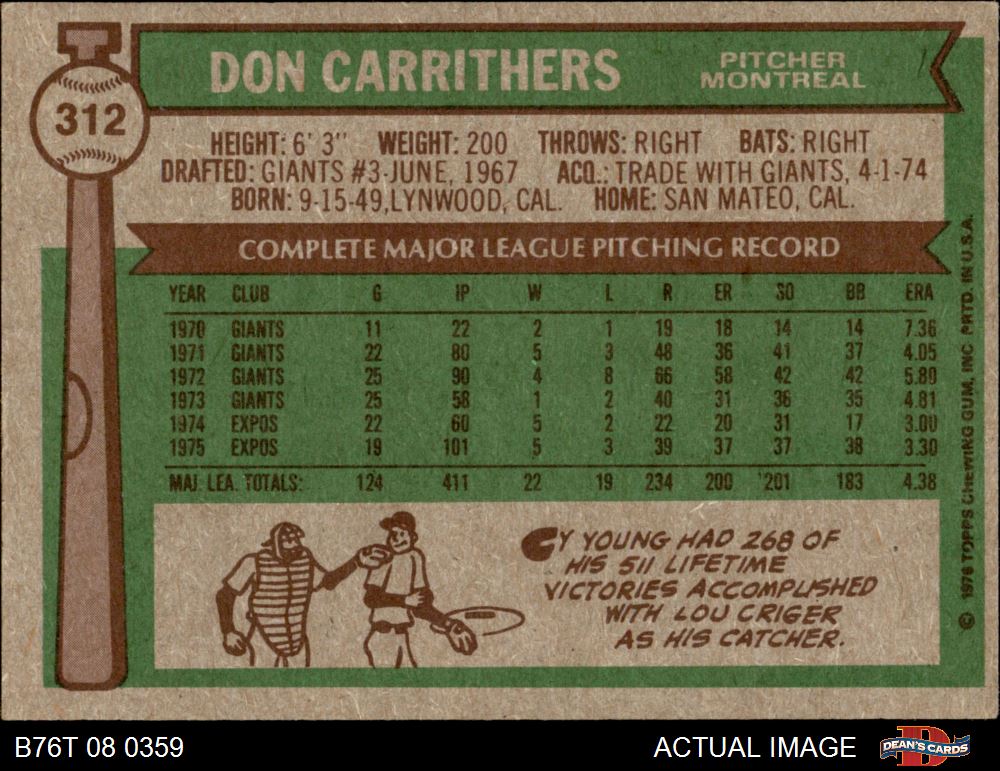 312
DON CARRITHERS
PITCHER
MONTREAL
HEIGHT: 6' 3" WEIGHT: 200 THROWS: RIGHT BATS: RIGHT
DRAFTED: GIANTS #3-JUNE, 1967 ACQ.: TRADE WITH GIANTS, 4-1-74
BORN: 9-15-49, LYNWOOD, CAL. HOME: SAN MATEO, CAL.
COMPLETE MAJOR LEAGUE PITCHING RECORD
YEAR CLUB G IP W L R ER SO BB ERA
1970 GIANTS 11 22 2 1 19 18 14 14 7.36
1971 GIANTS 22 80 5 3 48 36 41 37 4.05
1972 GIANTS 25 90 4 8 66 58 42 42 5.80
1973 GIANTS 25 58 1 2 40 31 36 35 4.81
1974 EXPOS 22 60 5 2 22 20 31 17 3.00
1975 EXPOS 19 101 5 3 39 37 37 38 3.30
MAJ. LEA. TOTALS: 124 411 22 19 234 200 201 183 4.38
CY YOUNG HAD 268 OF
HIS 511 LIFETIME
VICTORIES ACCOMPLISHED
WITH LOU CRIGER
AS HIS CATCHER.
© 1976 TOPPS CHEWING GUM, INC PRTD. IN U.S.A.
B76T 08 0359
ACTUAL IMAGE
DEAN'S CARDS